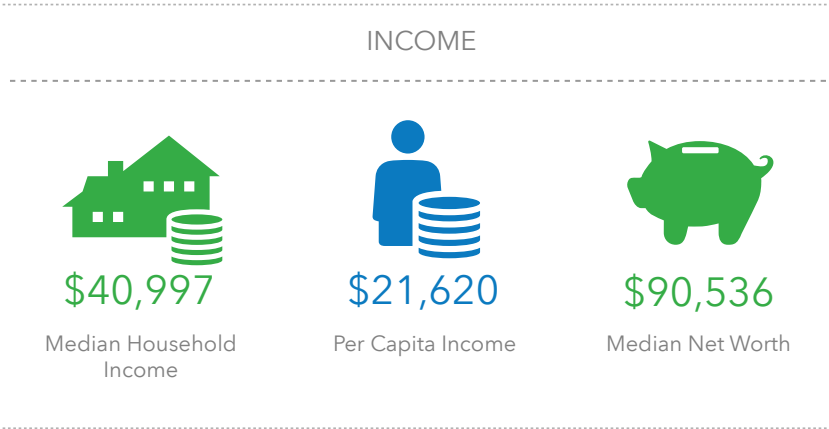 INCOME
$40,997
Median Household
Income
$21,620
Per Capita Income
$90,536
Median Net Worth